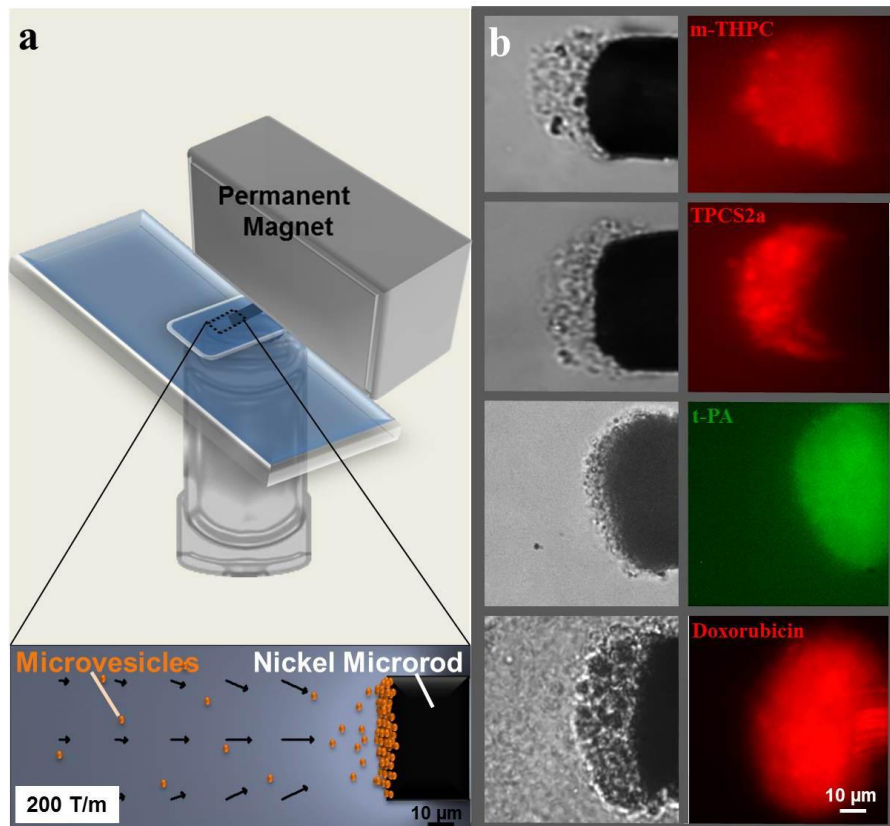 a
Permanent
Magnet
Microvesicles
Nickel Microrod
200 T/m
10 µm
b
m-THPC
TPCS2a
t-PA
Doxorubicin
10 µm